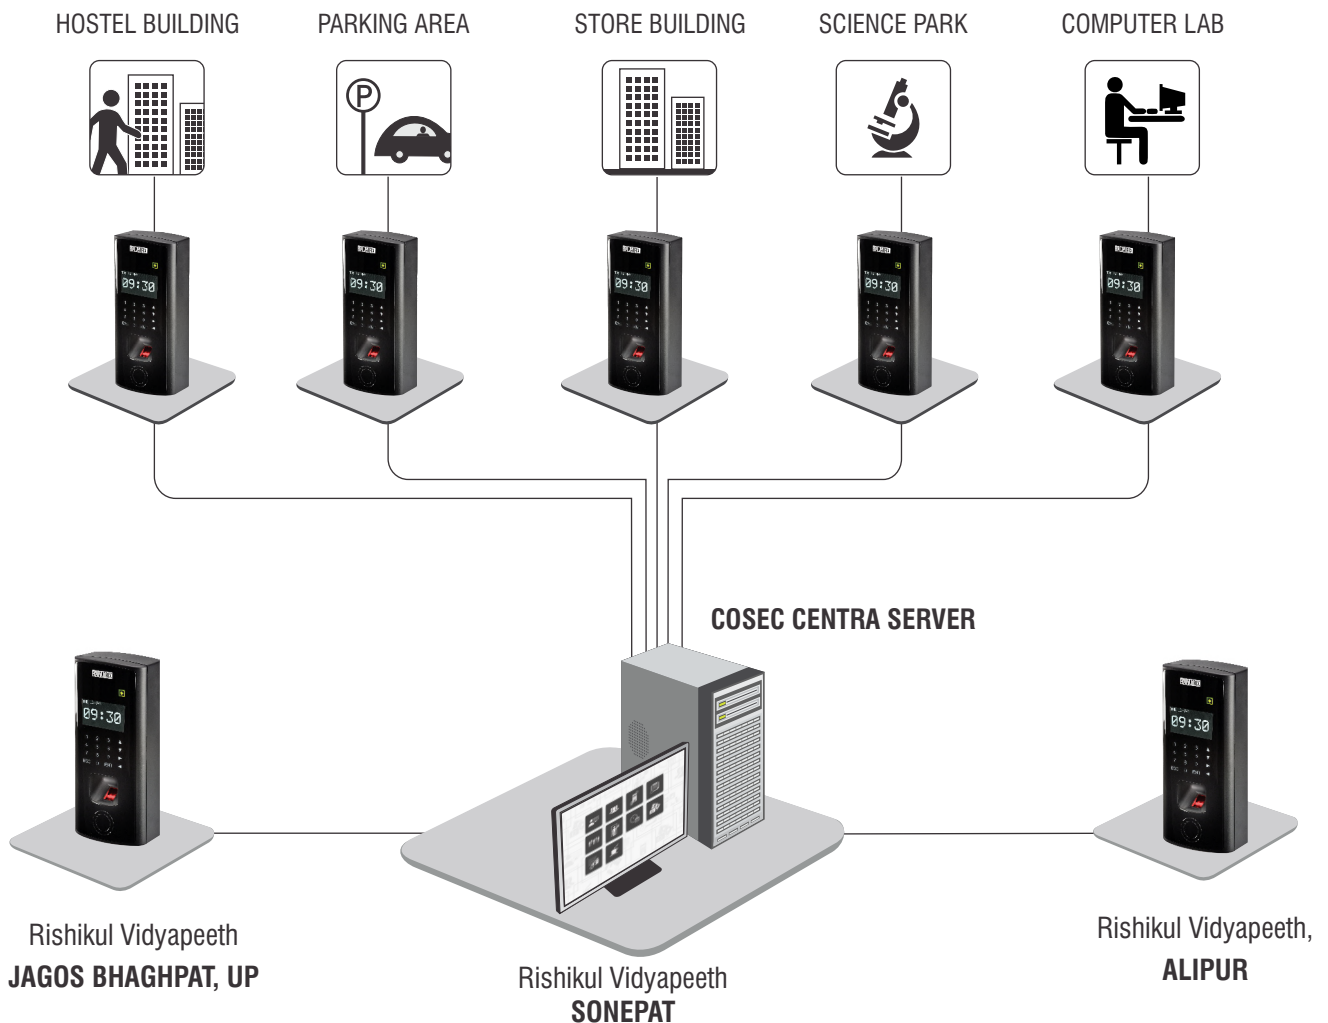 HOSTEL BUILDING
PARKING AREA
STORE BUILDING
SCIENCE PARK
COMPUTER LAB
P
09:30
09:30
09:30
09:30
09:30
COSEC CENTRA SERVER
09:30
09:30
Rishikul Vidyapeeth
JAGOS BHAGHPAT, UP
Rishikul Vidyapeeth
SONEPAT
Rishikul Vidyapeeth,
ALIPUR